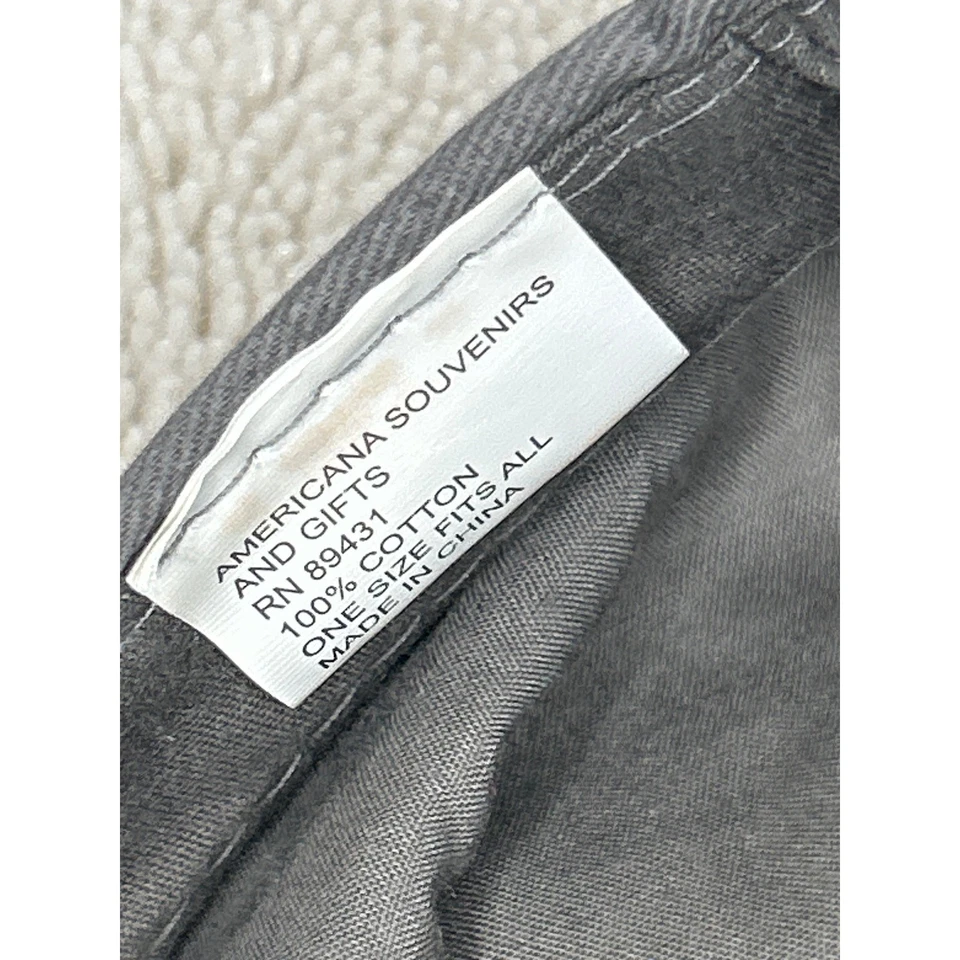 AMERICANA SOUVENIRS
AND GIFTS
RN 89431
100% COTTON
ONE SIZE FITS ALL
MADE IN CHINA